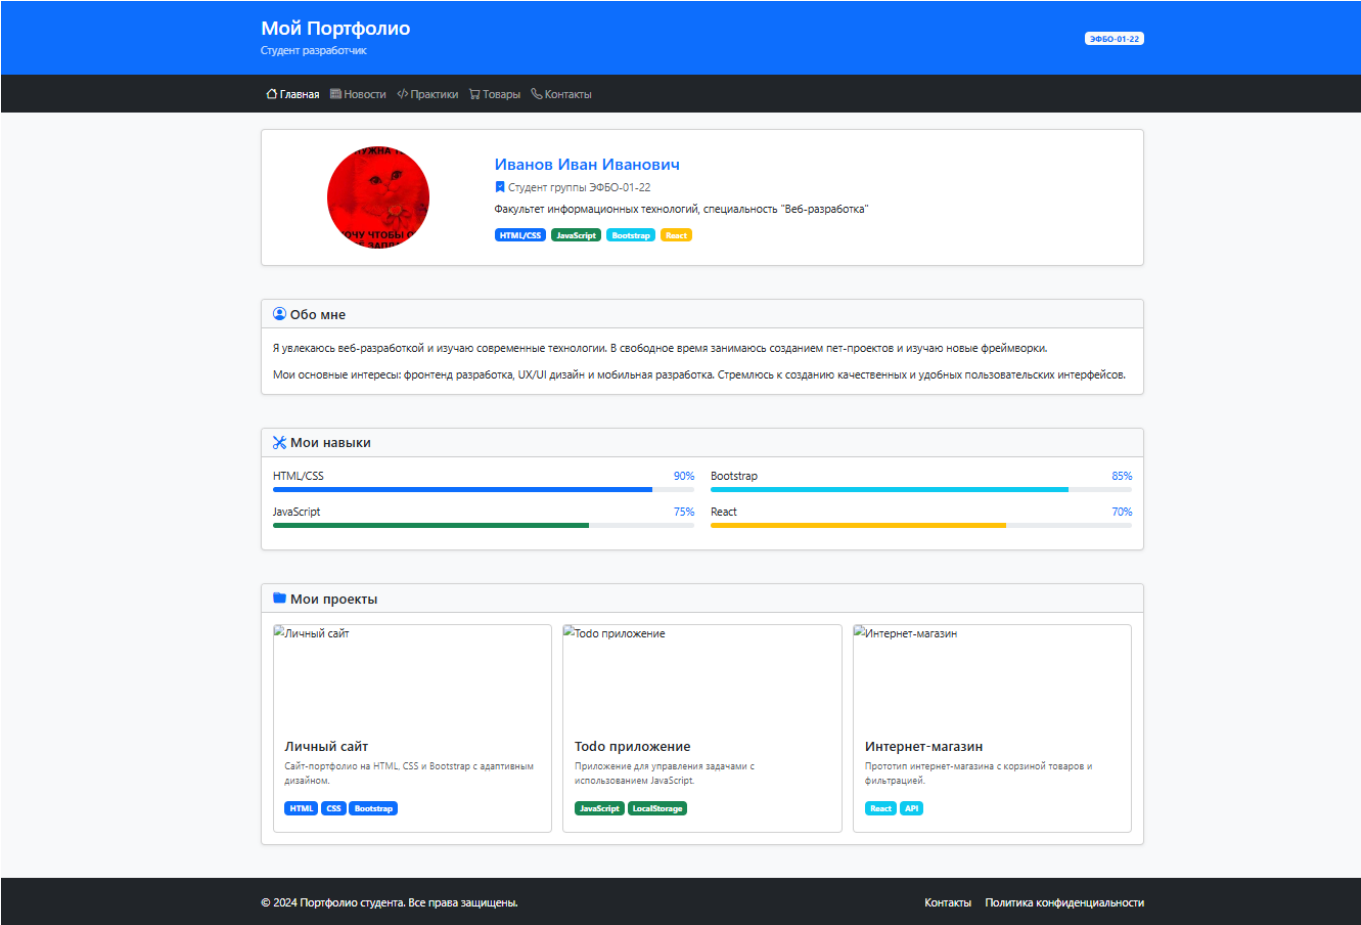 Мой Портфолио
Студент разработчик
ЭФБО-01-22
Главная Новости Практики Товары Контакты
НУЖНА
ХОЧУ ЧТОБЫ
Иванов Иван Иванович
Студент группы ЭФБО-01-22
Факультет информационных технологий, специальность "Веб-разработка"
HTML/CSS JavaScript Bootstrap React
Обо мне
Я увлекаюсь веб-разработкой и изучаю современные технологии. В свободное время занимаюсь созданием пет-проектов и изучаю новые фреймворки.
Мои основные интересы: фронтенд разработка, UX/UI дизайн и мобильная разработка. Стремлюсь к созданию качественных и удобных пользовательских интерфейсов.
Мои навыки
HTML/CSS 90%
Bootstrap 85%
JavaScript 75%
React 70%
Мои проекты
Личный сайт
Todo приложение
Интернет-магазин
Личный сайт
Сайт-портфолио на HTML, CSS и Bootstrap с адаптивным
дизайном.
HTML CSS Bootstrap
Todo приложение
Приложение для управления задачами с
использованием JavaScript.
JavaScript LocalStorage
Интернет-магазин
Прототип интернет-магазина с корзиной товаров и
фильтрацией.
React API
© 2024 Портфолио студента. Все права защищены.
Контакты Политика конфиденциальности